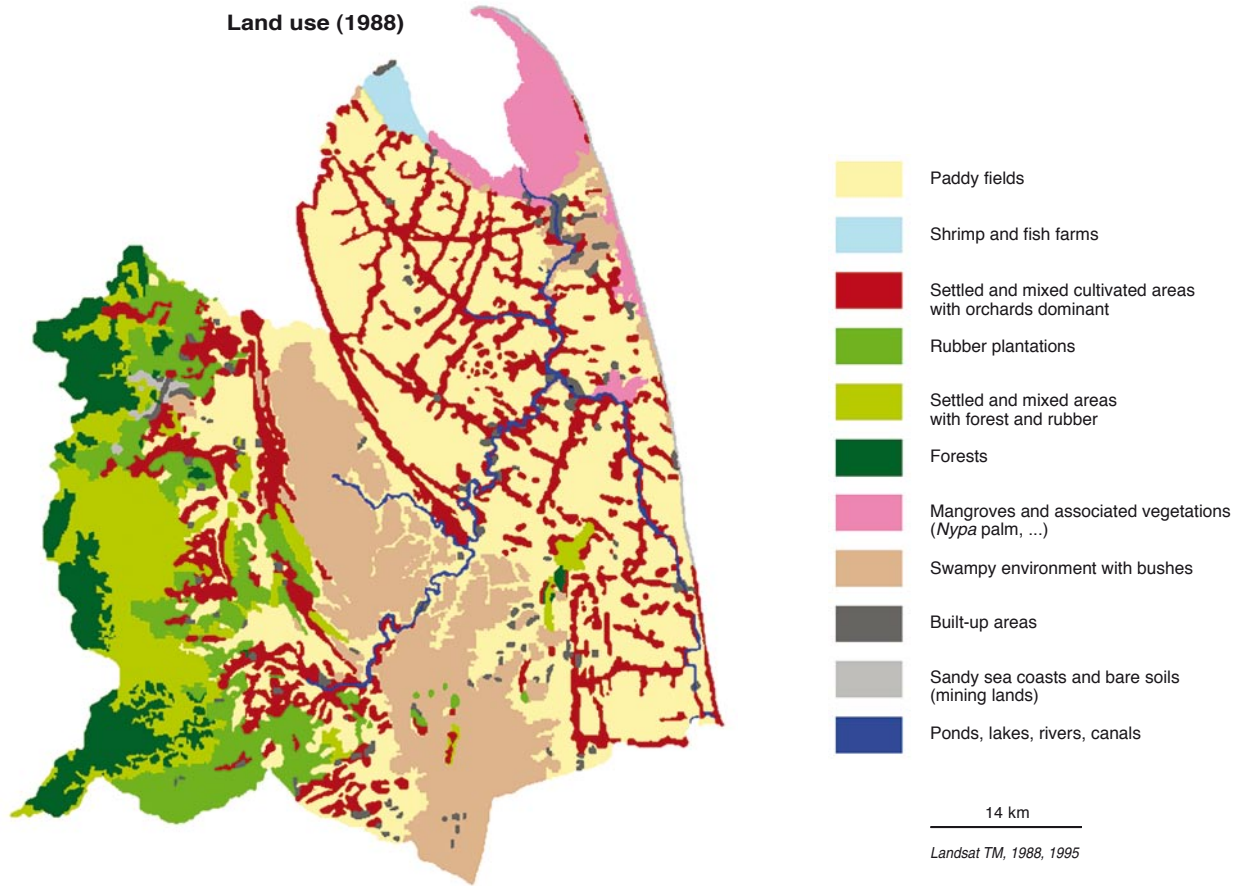 Land use (1988)
Paddy fields
Shrimp and fish farms
Settled and mixed cultivated areas
with orchards dominant
Rubber plantations
Settled and mixed areas
with forest and rubber
Forests
Mangroves and associated vegetations
(Nypa palm, ...)
Swampy environment with bushes
Built-up areas
Sandy sea coasts and bare soils
(mining lands)
Ponds, lakes, rivers, canals
14 km
Landsat TM, 1988, 1995